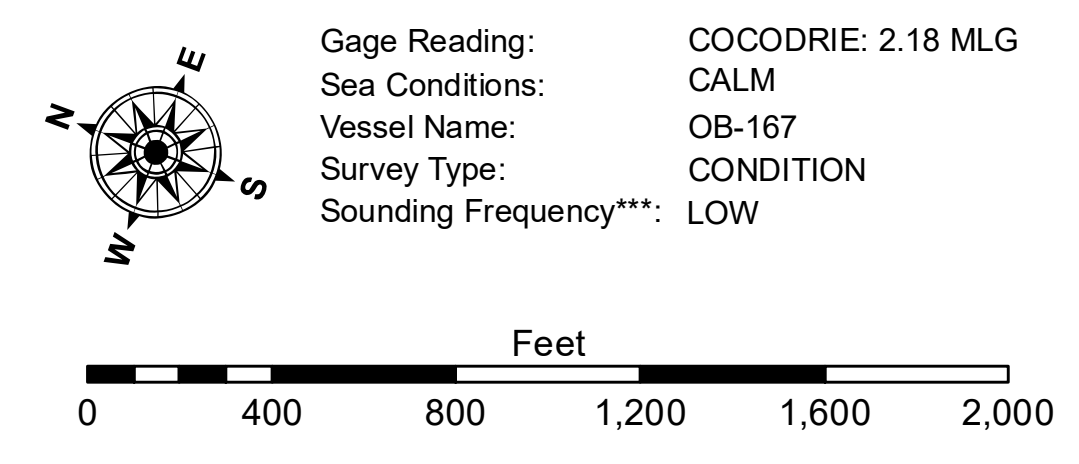 N
E
S
W
Gage Reading: COCODRIE: 2.18 MLG
Sea Conditions: CALM
Vessel Name: OB-167
Survey Type: CONDITION
Sounding Frequency***: LOW
Feet
0 400 800 1,200 1,600 2,000